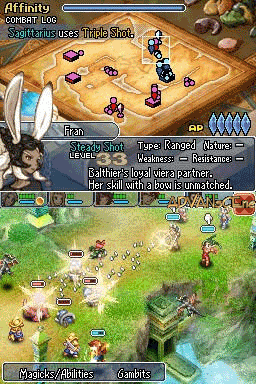 Affinity
COMBAT LOG
Sagittarius uses Triple Shot.
Fran
AP
Steady Shot
LEVEL 33
Type: Ranged Nature: —
Weakness: — Resistance: —
Balthier's loyal viera partner.
Her skill with a bow is unmatched.
Magicks/Abilities
Gambits